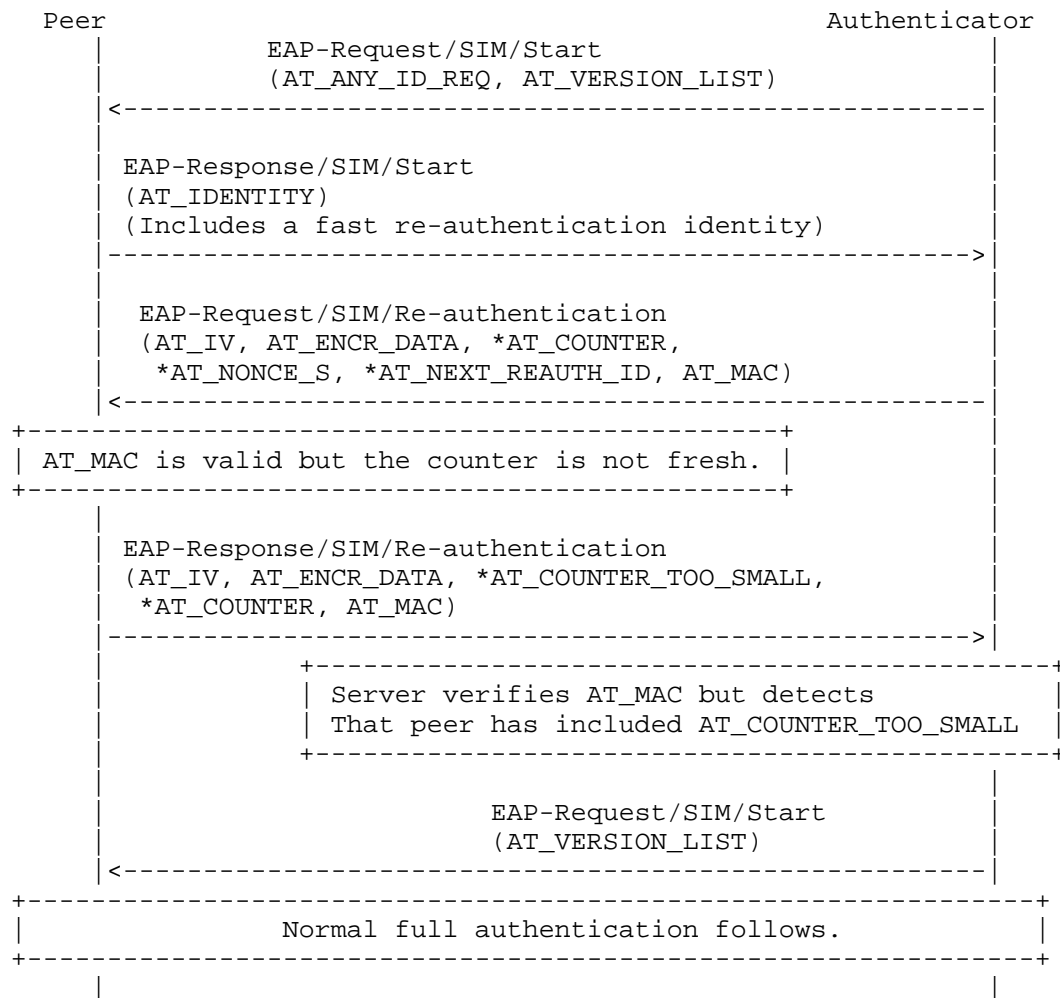 Peer Authenticator
EAP-Request/SIM/Start
(AT_ANY_ID_REQ, AT_VERSION_LIST)
EAP-Response/SIM/Start
(AT_IDENTITY)
(Includes a fast re-authentication identity)
EAP-Request/SIM/Re-authentication
(AT_IV, AT_ENCR_DATA, *AT_COUNTER,
*AT_NONCE_S, *AT_NEXT_REAUTH_ID, AT_MAC)
AT_MAC is valid but the counter is not fresh.
EAP-Response/SIM/Re-authentication
(AT_IV, AT_ENCR_DATA, *AT_COUNTER_TOO_SMALL,
*AT_COUNTER, AT_MAC)
Server verifies AT_MAC but detects
That peer has included AT_COUNTER_TOO_SMALL
EAP-Request/SIM/Start
(AT_VERSION_LIST)
Normal full authentication follows.